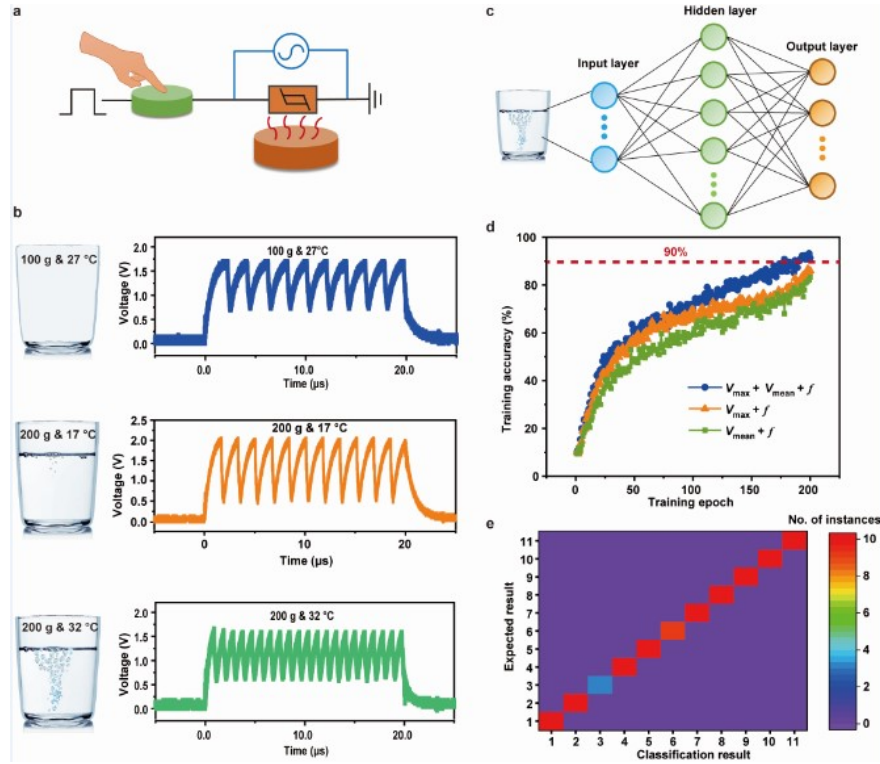 a
b
100 g & 27 °C
100 g & 27°C
Voltage (V)
2.0
1.5
1.0
0.5
0.0
0.0
10.0
20.0
Time (µs)
200 g & 17 °C
200 g & 17 °C
Voltage (V)
2.5
2.0
1.5
1.0
0.5
0.0
0
10
20
Time (µs)
200 g & 32 °C
200 g & 32 °C
Voltage (V)
2.0
1.5
1.0
0.5
0.0
0.0
10.0
20.0
Time (µs)
c
Input layer
Hidden layer
Output layer
d
Training accuracy (%)
100
80
60
40
20
0
90%
Vmax + Vmean + f
Vmax + f
Vmean + f
0
50
100
150
200
Training epoch
e
No. of instances
Expected result
11
10
9
8
7
6
5
4
3
2
1
1 2 3 4 5 6 7 8 9 10 11
Classification result
10
8
6
4
2
0